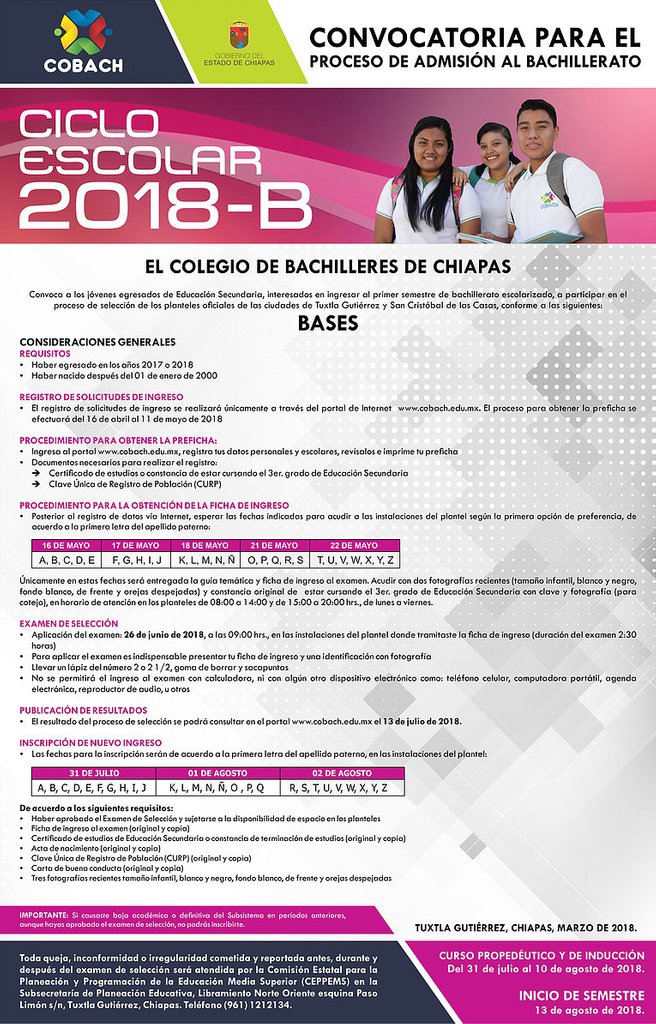 COBACH
GOBIERNO DEL
ESTADO DE CHIAPAS
CONVOCATORIA PARA EL
PROCESO DE ADMISIÓN AL BACHILLERATO
CICLO
ESCOLAR
2018-B
COBACH
EL COLEGIO DE BACHILLERES DE CHIAPAS
Convoca a los jóvenes egresados de Educación Secundaria, interesados en ingresar al primer semestre de bachillerato escolarizado, a participar en el
proceso de selección de los planteles oficiales de las ciudades de Tuxtla Gutiérrez y San Cristóbal de las Casas, conforme a las siguientes:
BASES
CONSIDERACIONES GENERALES
REQUISITOS
• Haber egresado en los años 2017 o 2018
• Haber nacido después del 01 de enero de 2000
REGISTRO DE SOLICITUDES DE INGRESO
• El registro de solicitudes de ingreso se realizará únicamente a través del portal de Internet www.cobach.edu.mx. El proceso para obtener la preficha se
efectuará del 16 de abril al 11 de mayo de 2018
PROCEDIMIENTO PARA OBTENER LA PREFICHA:
• Ingresa al portal www.cobach.edu.mx, registra tus datos personales y escolares, revísalos e imprime tu preficha
• Documentos necesarios para realizar el registro:
➔ Certificado de estudios o constancia de estar cursando el 3er. grado de Educación Secundaria
➔ Clave Única de Registro de Población (CURP)
PROCEDIMIENTO PARA LA OBTENCIÓN DE LA FICHA DE INGRESO
• Posterior al registro de datos vía Internet, esperar las fechas indicadas para acudir a las instalaciones del plantel según la primera opción de preferencia, de
acuerdo a la primera letra del apellido paterno:
16 DE MAYO 17 DE MAYO 18 DE MAYO 21 DE MAYO 22 DE MAYO
A, B, C, D, E F, G, H, I, J K, L, M, N, Ñ O, P, Q, R, S T, U, V, W, X, Y, Z
Únicamente en estas fechas será entregada la guía temática y ficha de ingreso al examen. Acudir con dos fotografías recientes (tamaño infantil, blanco y negro,
fondo blanco, de frente y orejas despejadas) y constancia original de estar cursando el 3er. grado de Educación Secundaria con clave y fotografía (para
cotejo), en horario de atención en los planteles de 08:00 a 14:00 y de 15:00 a 20:00 hrs., de lunes a viernes.
EXAMEN DE SELECCIÓN
• Aplicación del examen: 26 de junio de 2018, a las 09:00 hrs., en las instalaciones del plantel donde tramitaste la ficha de ingreso (duración del examen 2:30
horas)
• Para aplicar el examen es indispensable presentar tu ficha de ingreso y una identificación con fotografía
• Llevar un lápiz del número 2 o 2 1/2, goma de borrar y sacapuntas
• No se permitirá el ingreso al examen con calculadora, ni con algún otro dispositivo electrónico como: teléfono celular, computadora portátil, agenda
electrónica, reproductor de audio, u otros
PUBLICACIÓN DE RESULTADOS
• El resultado del proceso de selección se podrá consultar en el portal www.cobach.edu.mx el 13 de julio de 2018.
INSCRIPCIÓN DE NUEVO INGRESO
• Las fechas para la inscripción serán de acuerdo a la primera letra del apellido paterno, en las instalaciones del plantel:
31 DE JULIO 01 DE AGOSTO 02 DE AGOSTO
A, B, C, D, E, F, G, H, I, J K, L, M, N, Ñ, O , P, Q R, S, T, U, V, W, X, Y, Z
De acuerdo a los siguientes requisitos:
• Haber aprobado el Examen de Selección y sujetarse a la disponibilidad de espacio en los planteles
• Ficha de ingreso al examen (original y copia)
• Certificado de estudios de Educación Secundaria o constancia de terminación de estudios (original y copia)
• Acta de nacimiento (original y copia)
• Clave Única de Registro de Población (CURP) (original y copia)
• Carta de buena conducta (original y copia)
• Tres fotografías recientes tamaño infantil, blanco y negro, fondo blanco, de frente y orejas despejadas
IMPORTANTE: Si causaste baja académica o definitiva del Subsistema en períodos anteriores,
aunque hayas aprobado el examen de selección, no podrás inscribirte.
TUXTLA GUTIÉRREZ, CHIAPAS, MARZO DE 2018.
Toda queja, inconformidad o irregularidad cometida y reportada antes, durante y
después del examen de selección será atendida por la Comisión Estatal para la
Planeación y Programación de la Educación Media Superior (CEPPEMS) en la
Subsecretaría de Planeación Educativa, Libramiento Norte Oriente esquina Paso
Limón s/n, Tuxtla Gutiérrez, Chiapas. Teléfono (961) 1212134.
CURSO PROPEDÉUTICO Y DE INDUCCIÓN
Del 31 de julio al 10 de agosto de 2018.
INICIO DE SEMESTRE
13 de agosto de 2018.